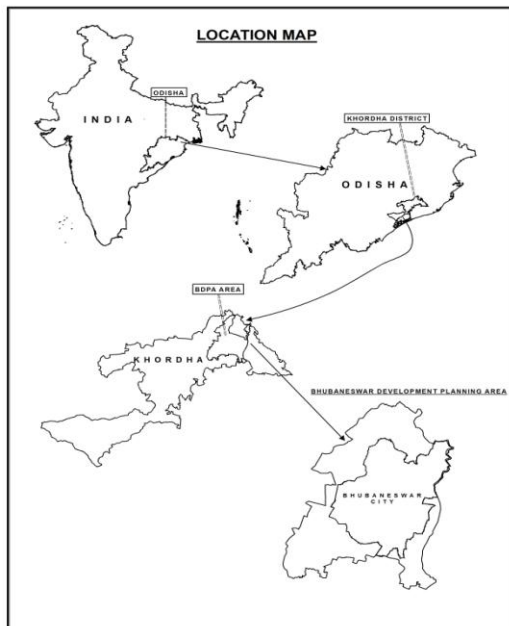 LOCATION MAP
ODISHA
INDIA
KHORDHA DISTRICT
ODISHA
BDPA AREA
KHORDHA
BHUBANESWAR DEVELOPMENT PLANNING AREA
BHUBANESWAR
CITY